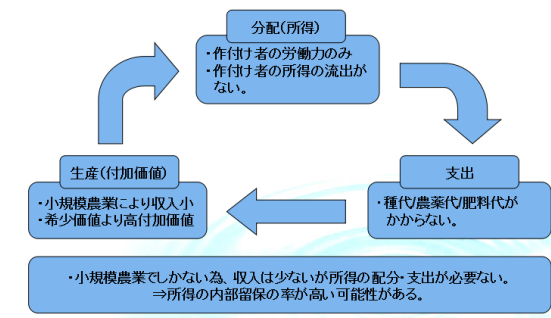 分配(所得)
・作付け者の労働力のみ
・作付け者の所得の流出が
ない。
生産(付加価値)
・小規模農業により収入小
・希少価値より高付加価値
支出
・種代/農薬代/肥料代が
かからない。
・小規模農業でしかない為、収入は少ないが所得の配分・支出が必要ない。
⇒所得の内部留保の率が高い可能性がある。